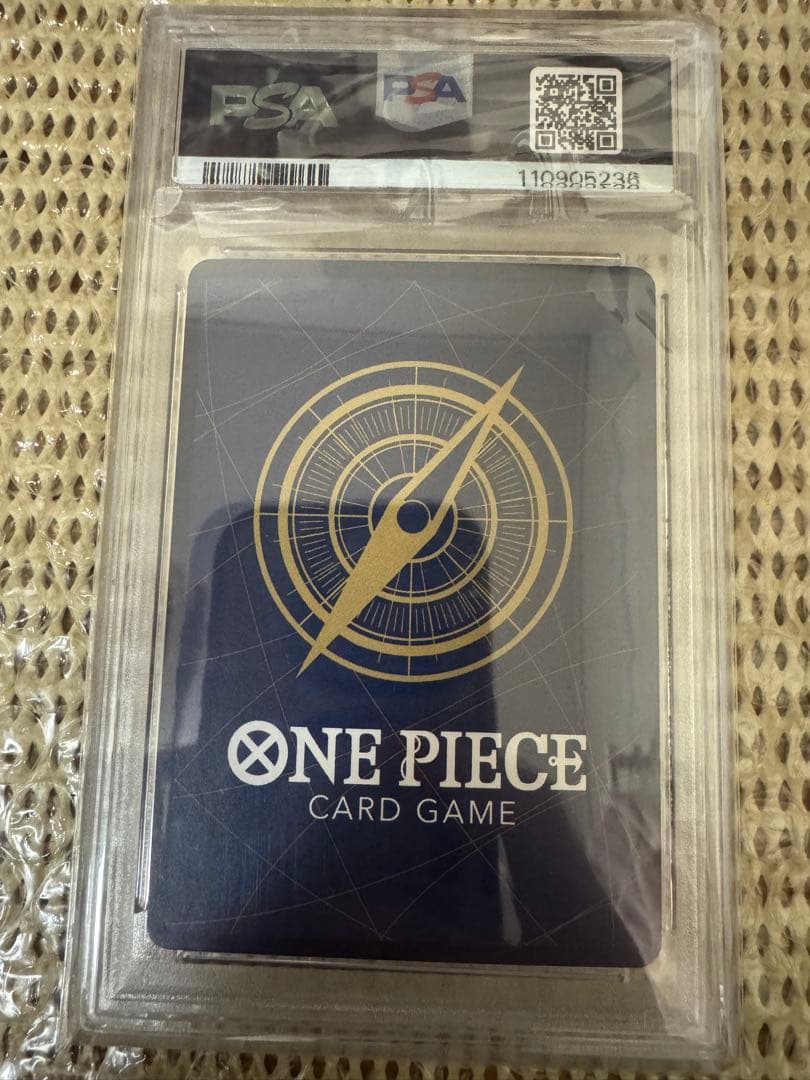 PSA PSA
110905236
ONE PIECE
CARD GAME